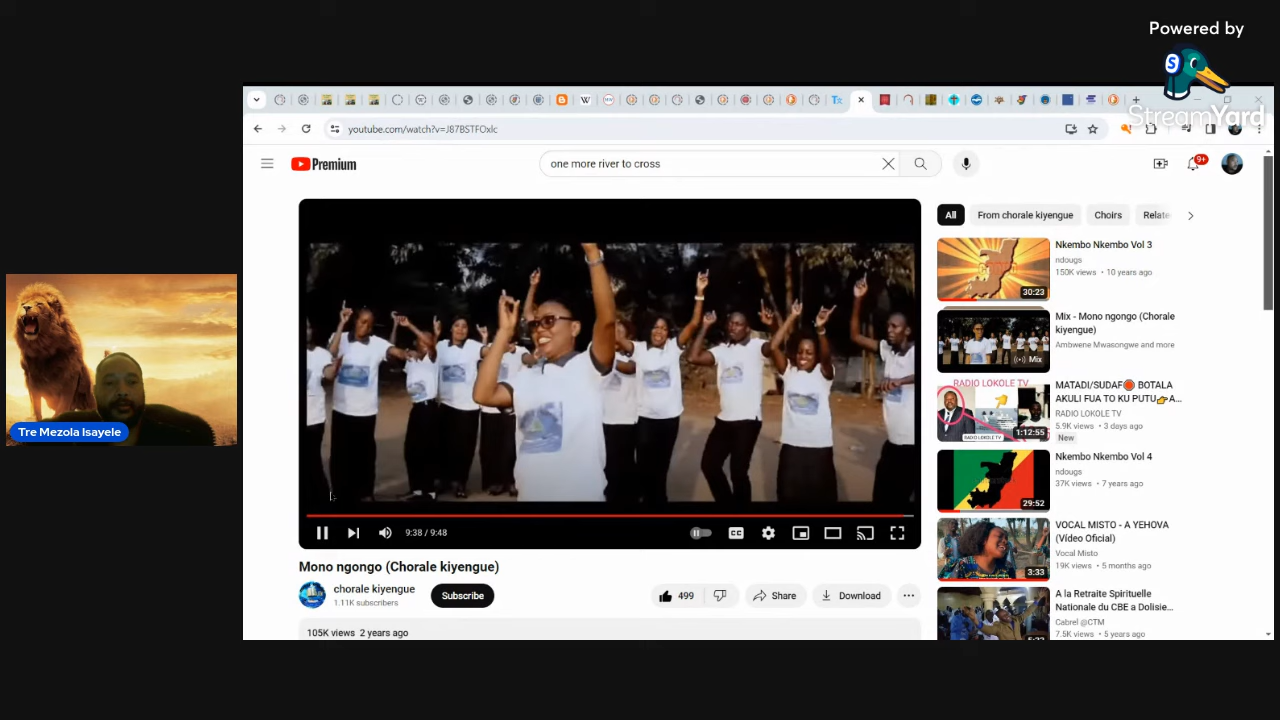 Powered by
StreamYard
youtube.com/watch?v=J87BSTFOxlc
Premium
one more river to cross
9+
All
From chorale kiyengue
Choirs
Relate
Nkembo Nkembo Vol 3
ndougs
150K views • 10 years ago
30:23
Mix - Mono ngongo (Chorale
kiyengue)
Ambwene Mwasongwe and more
Mix
MATADI/SUDAF🔴 BOTALA
AKULI FUA TO KU PUTU👉A...
RADIO LOKOLE TV
5.9K views • 3 days ago
New
RADIO LOKOLE TV
1:12:55
Nkembo Nkembo Vol 4
ndougs
37K views • 7 years ago
29:52
VOCAL MISTO - A YEHOVA
(Vídeo Oficial)
Vocal Misto
19K views • 5 months ago
3:33
A la Retraite Spirituelle
Nationale du CBE a Dolisie...
Cabrel @CTM
7.5K views • 5 years ago
Tre Mezola Isayele
9:38 / 9:48
CC
Mono ngongo (Chorale kiyengue)
chorale kiyengue
1.11K subscribers
Subscribe
499
Share
Download
105K views 2 years ago